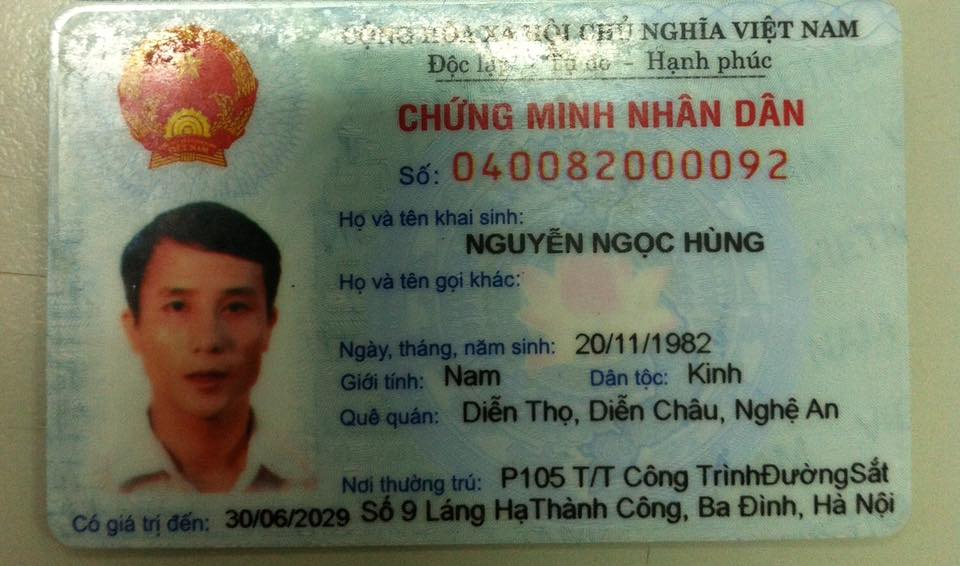 CỘNG HÒA XÃ HỘI CHỦ NGHĨA VIỆT NAM
Độc lập - Tự do - Hạnh phúc
CHỨNG MINH NHÂN DÂN
Số: 040082000092
Họ và tên khai sinh:
NGUYỄN NGỌC HÙNG
Họ và tên gọi khác:
Ngày, tháng, năm sinh: 20/11/1982
Giới tính: Nam Dân tộc: Kinh
Quê quán: Diễn Thọ, Diễn Châu, Nghệ An
Nơi thường trú: P105 T/T Công TrìnhĐườngSắt
Số 9 Láng HạThành Công, Ba Đình, Hà Nội
Có giá trị đến: 30/06/2029
VIỆT NAM